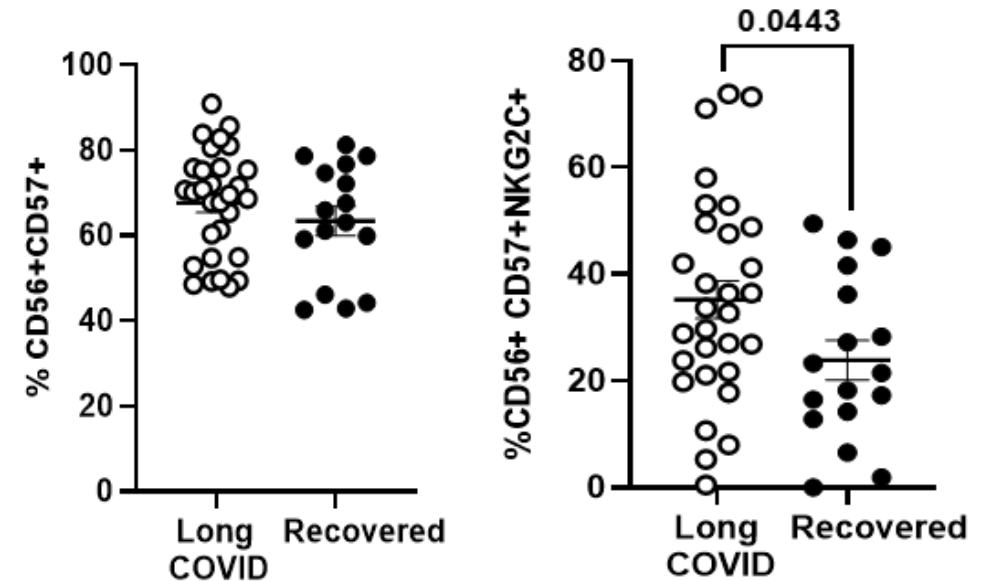 % CD56+CD57+
100
80
60
40
20
0
Long
COVID
Recovered
0.0443
%CD56+ CD57+NKG2C+
80
60
40
20
0
Long
COVID
Recovered